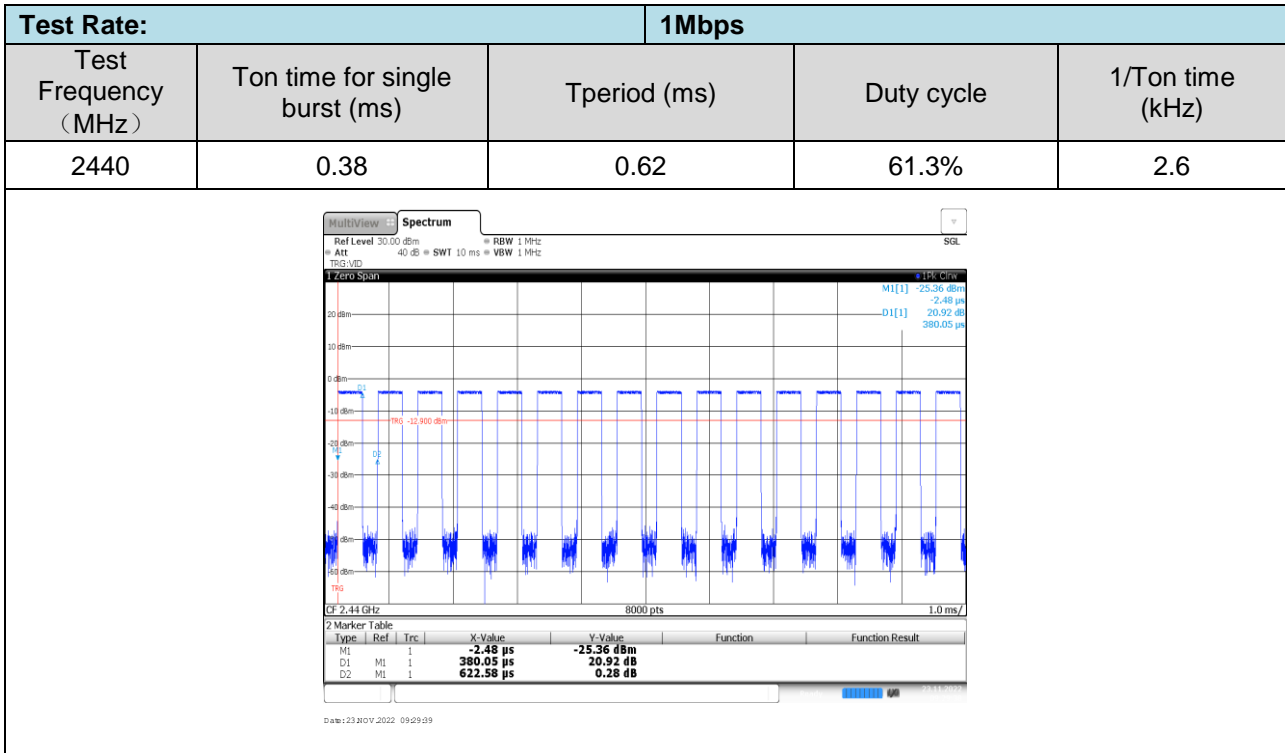 Test Rate: 1Mbps
Test Frequency （MHz） Ton time for single burst (ms) Tperiod (ms) Duty cycle 1/Ton time (kHz)
2440 0.38 0.62 61.3% 2.6
MultiView Spectrum
Ref Level 30.00 dBm RBW 1 MHz SGL
Att 40 dB SWT 10 ms VBW 1 MHz
TRG:VID
1 Zero Span 1Pk Clrw
M1[1] -25.36 dBm
-2.48 µs
20 dBm D1[1] 20.92 dB
380.05 µs
10 dBm
0 dBm
D1
-10 dBm
TRG -12.900 dBm
-20 dBm
M1 D2
-30 dBm
-40 dBm
TRG
CF 2.44 GHz 8000 pts 1.0 ms/
2 Marker Table
Type Ref Trc X-Value Y-Value Function Function Result
M1 1 -2.48 µs -25.36 dBm
D1 M1 1 380.05 µs 20.92 dB
D2 M1 1 622.58 µs 0.28 dB
Date:23.NOV.2022 09:29:39